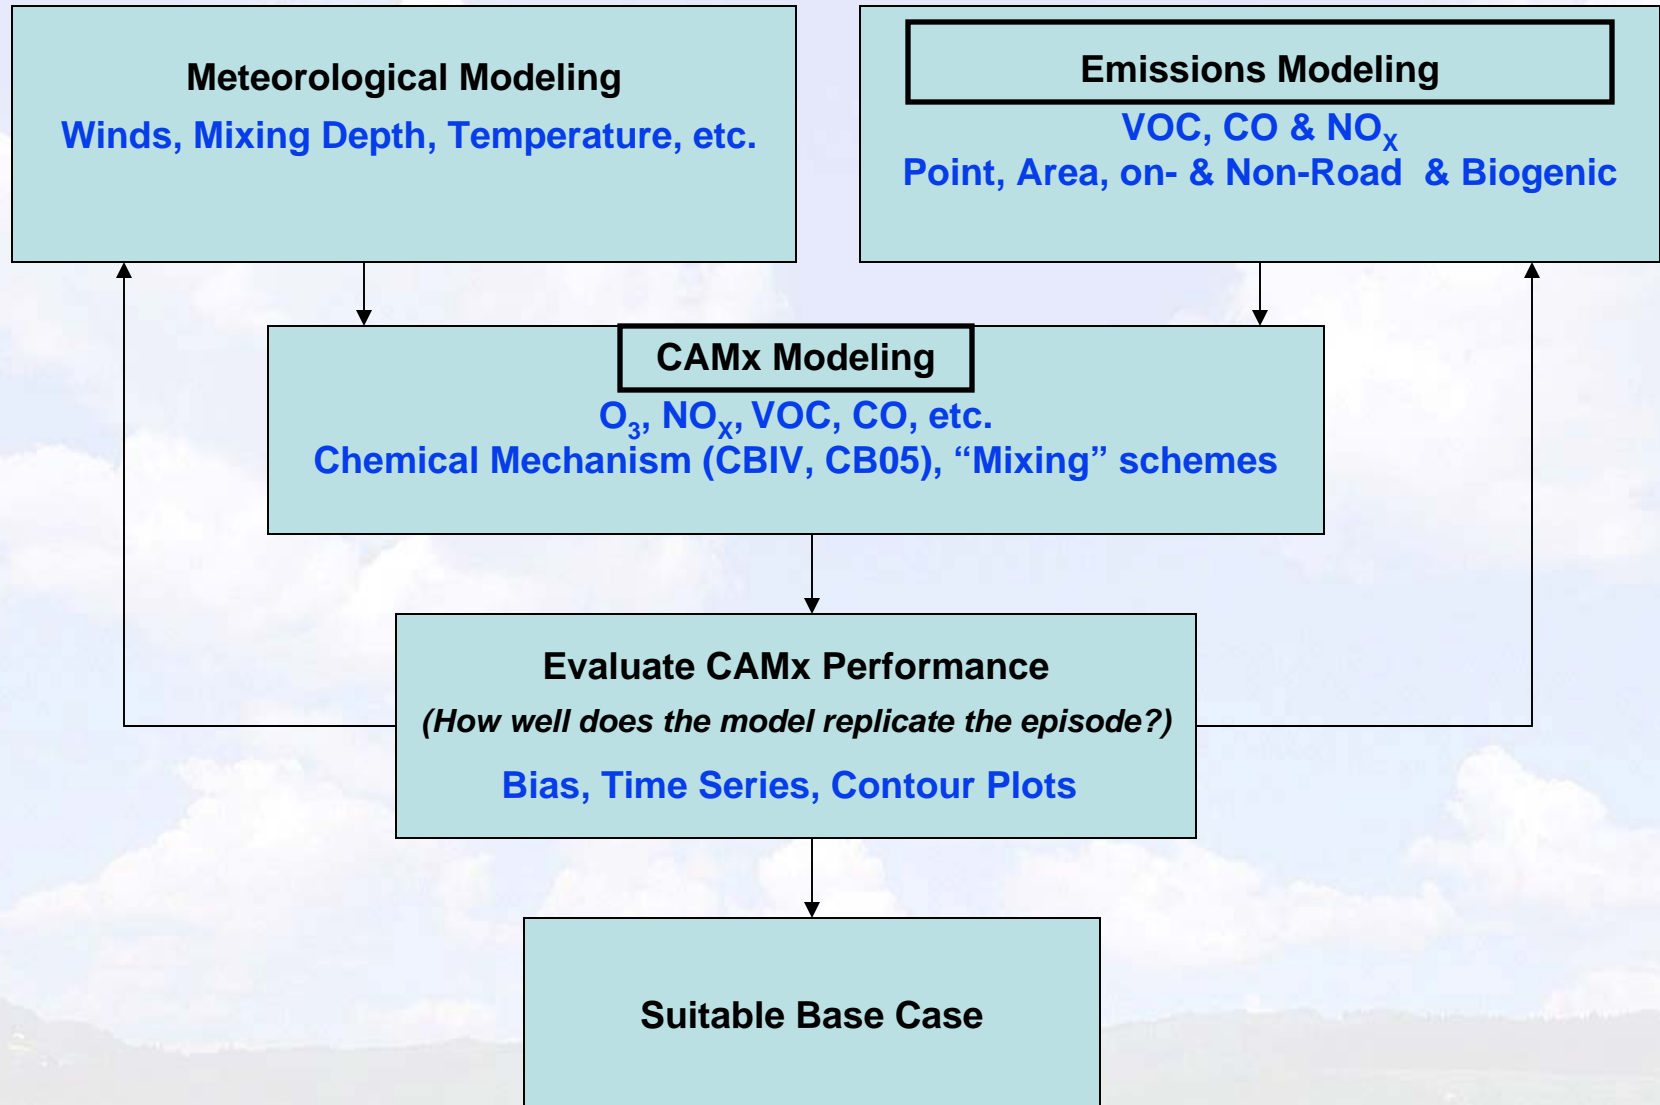 Meteorological Modeling
Winds, Mixing Depth, Temperature, etc.
Emissions Modeling
VOC, CO & NOX
Point, Area, on- & Non-Road & Biogenic
CAMx Modeling
O3, NOX, VOC, CO, etc.
Chemical Mechanism (CBIV, CB05), “Mixing” schemes
Evaluate CAMx Performance
(How well does the model replicate the episode?)
Bias, Time Series, Contour Plots
Suitable Base Case